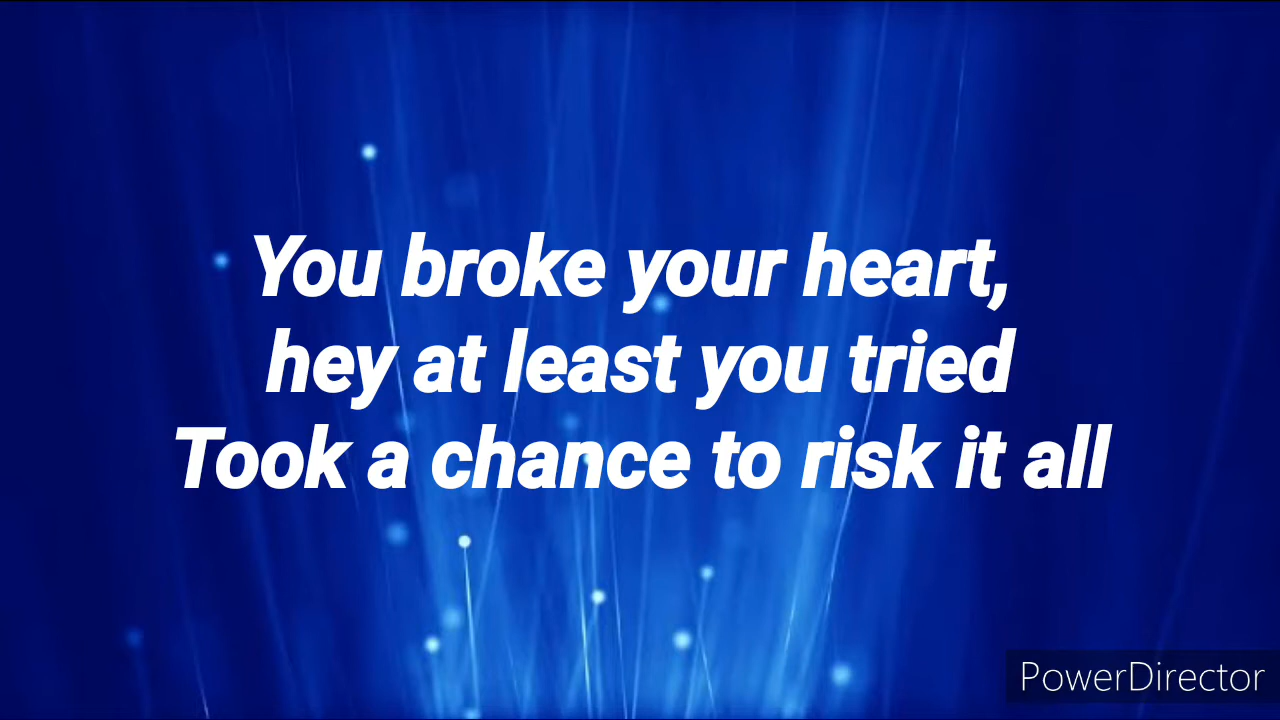 You broke your heart,
hey at least you tried
Took a chance to risk it all
PowerDirector